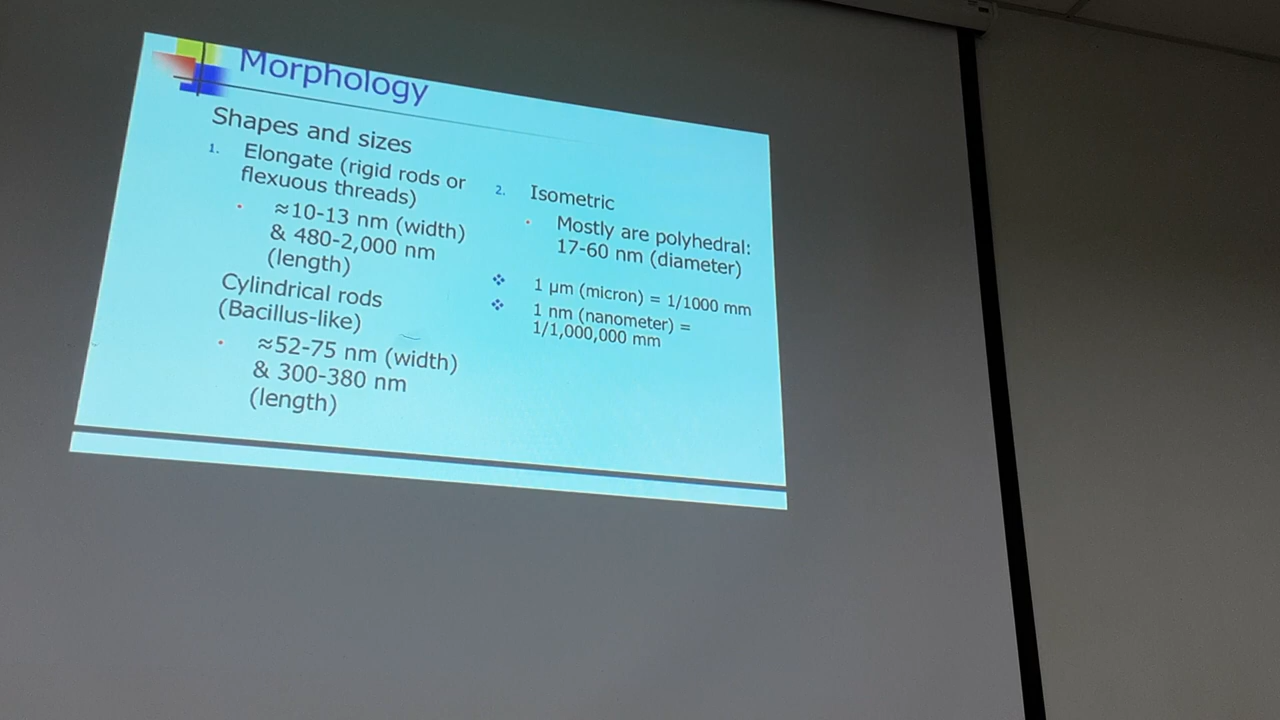 Morphology
Shapes and sizes
1. Elongate (rigid rods or
flexuous threads)
• ≈10-13 nm (width)
& 480-2,000 nm
(length)
Cylindrical rods
(Bacillus-like)
• ≈52-75 nm (width)
& 300-380 nm
(length)
2. Isometric
• Mostly are polyhedral:
17-60 nm (diameter)
❖ 1 µm (micron) = 1/1000 mm
❖ 1 nm (nanometer) =
1/1,000,000 mm